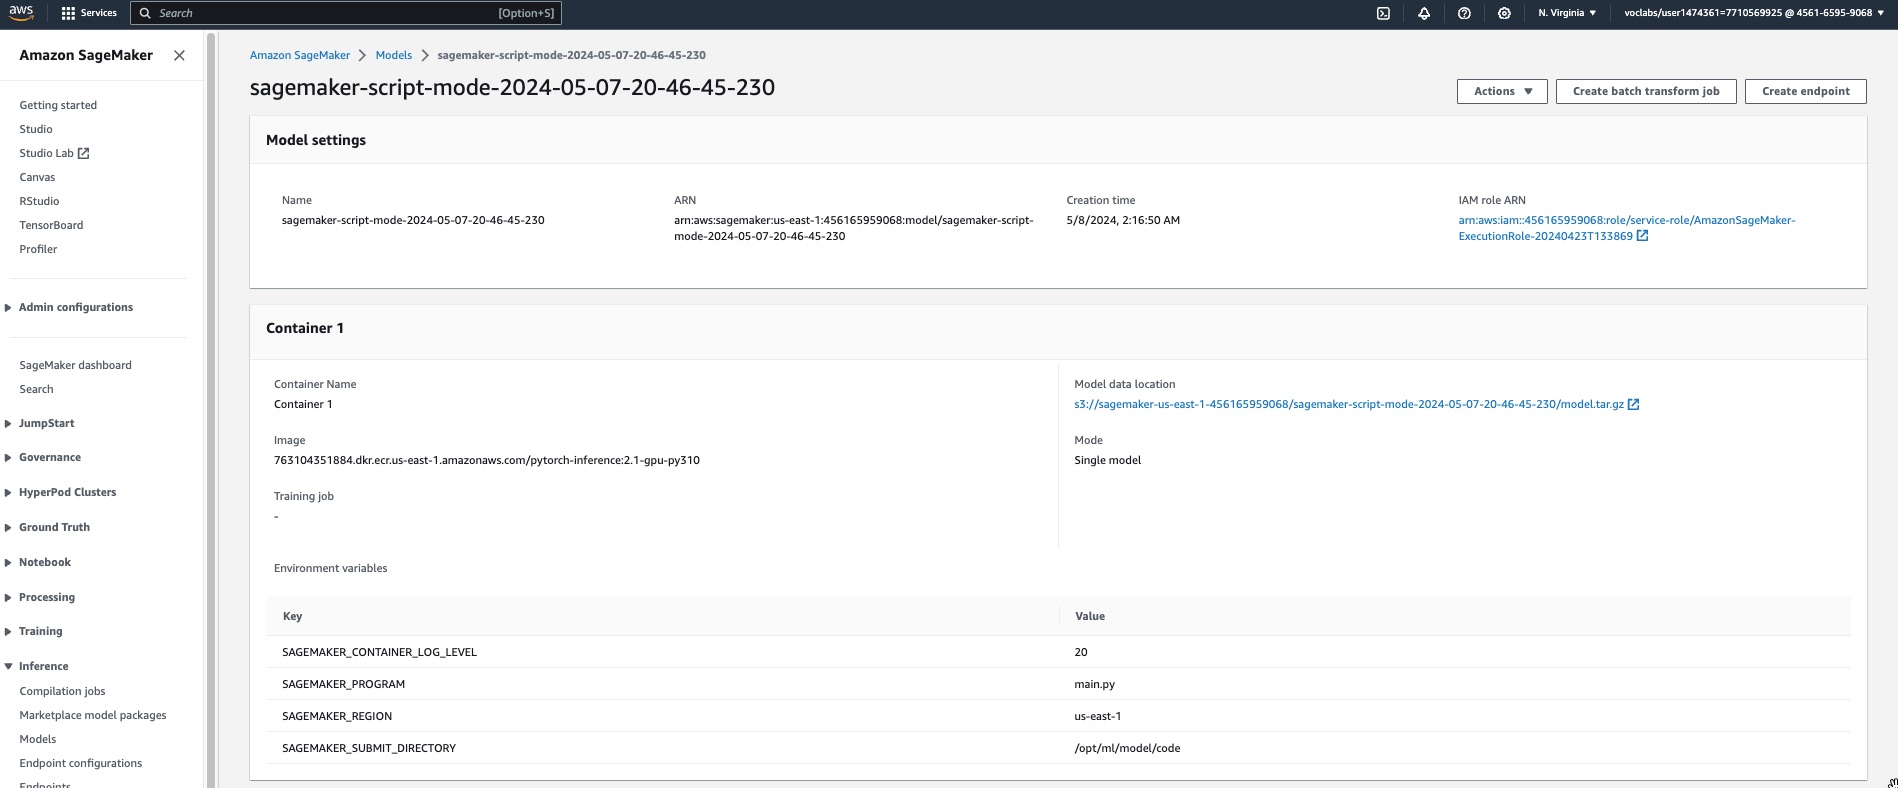 aws
Services
Search [Option+S]
N. Virginia
voclabs/user1474361=7710569925 @ 4561-6595-9068
Amazon SageMaker
Getting started
Studio
Studio Lab
Canvas
RStudio
TensorBoard
Profiler
Admin configurations
SageMaker dashboard
Search
JumpStart
Governance
HyperPod Clusters
Ground Truth
Notebook
Processing
Training
Inference
Compilation jobs
Marketplace model packages
Models
Endpoint configurations
Endpoints
Amazon SageMaker > Models > sagemaker-script-mode-2024-05-07-20-46-45-230
sagemaker-script-mode-2024-05-07-20-46-45-230
Actions
Create batch transform job
Create endpoint
Model settings
Name
sagemaker-script-mode-2024-05-07-20-46-45-230
ARN
arn:aws:sagemaker:us-east-1:456165959068:model/sagemaker-script-
mode-2024-05-07-20-46-45-230
Creation time
5/8/2024, 2:16:50 AM
IAM role ARN
arn:aws:iam::456165959068:role/service-role/AmazonSageMaker-
ExecutionRole-20240423T133869
Container 1
Container Name
Container 1
Image
763104351884.dkr.ecr.us-east-1.amazonaws.com/pytorch-inference:2.1-gpu-py310
Training job
-
Model data location
s3://sagemaker-us-east-1-456165959068/sagemaker-script-mode-2024-05-07-20-46-45-230/model.tar.gz
Mode
Single model
Environment variables
Key Value
SAGEMAKER_CONTAINER_LOG_LEVEL 20
SAGEMAKER_PROGRAM main.py
SAGEMAKER_REGION us-east-1
SAGEMAKER_SUBMIT_DIRECTORY /opt/ml/model/code